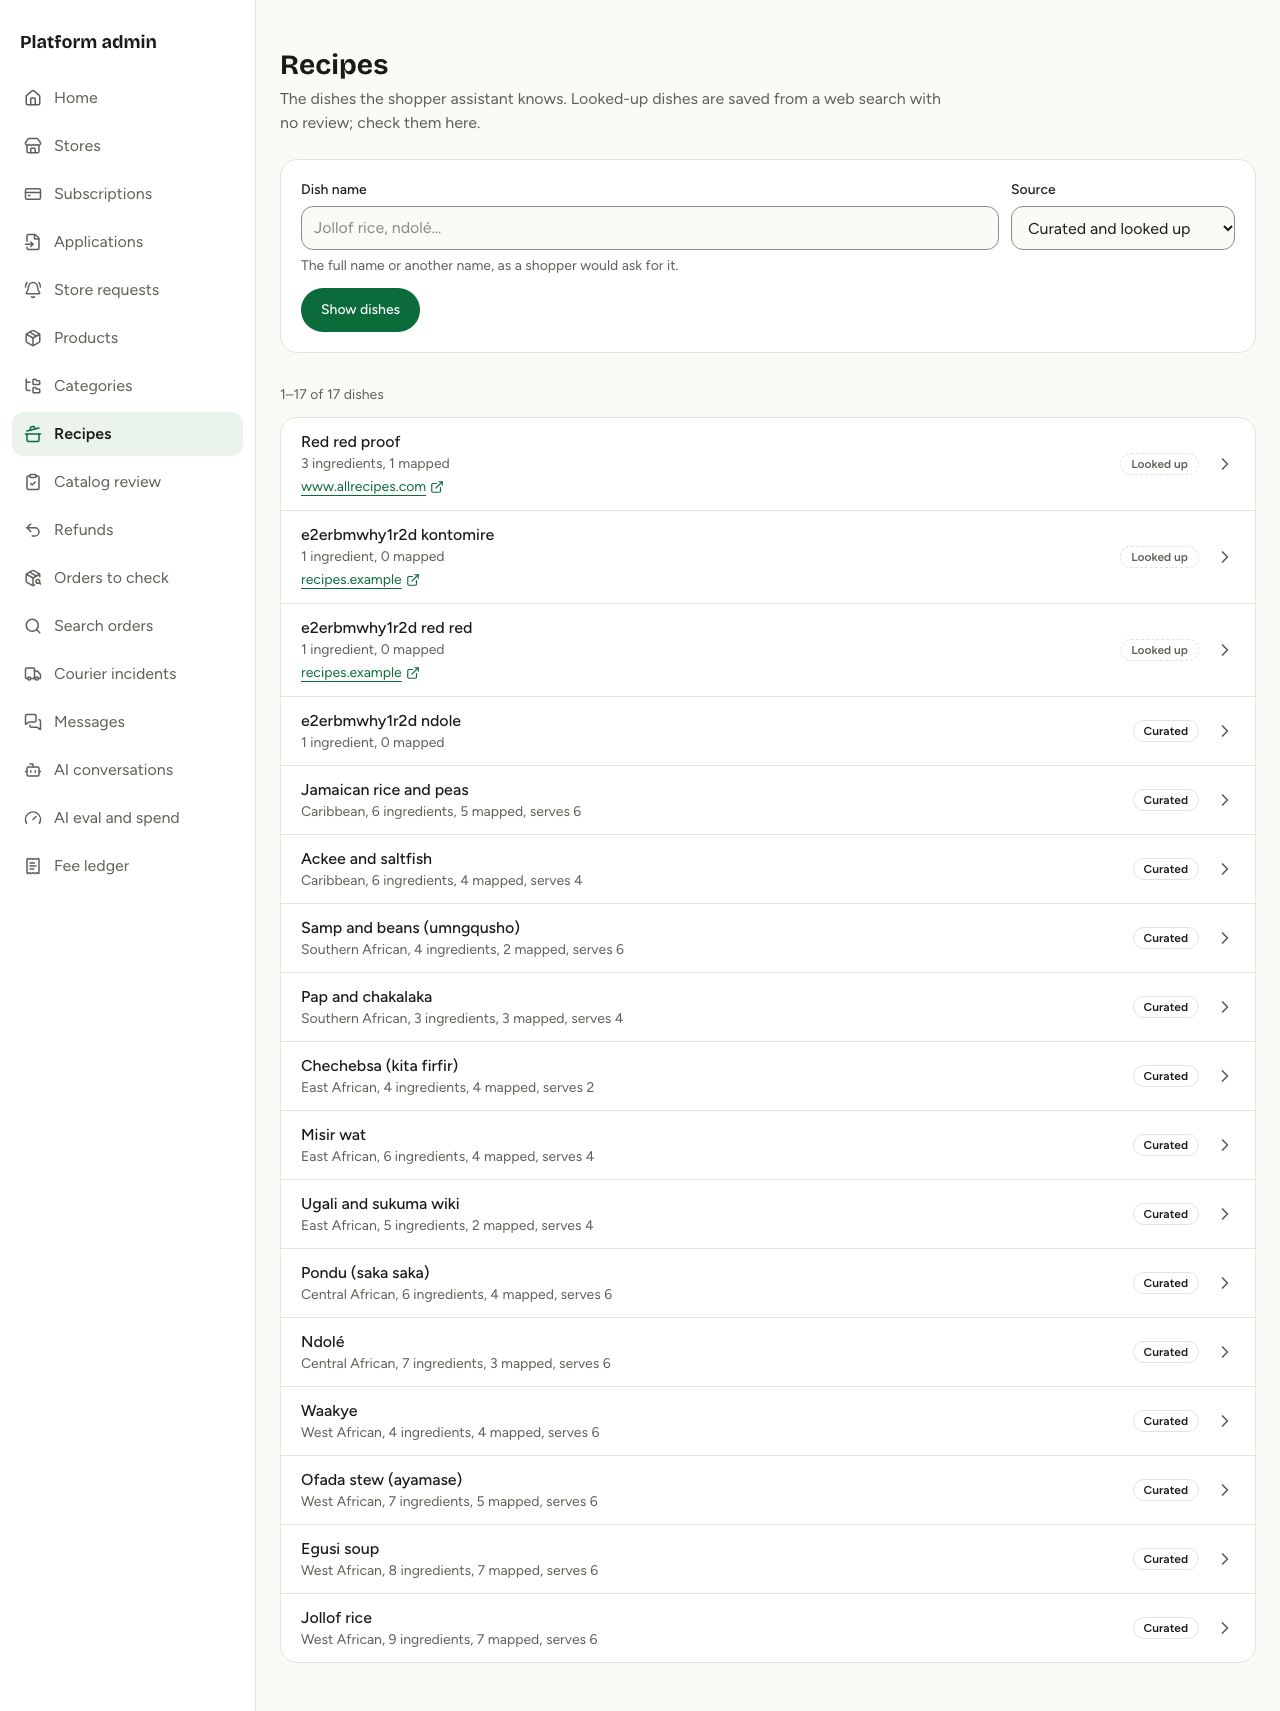 Platform admin
Home
Stores
Subscriptions
Applications
Store requests
Products
Categories
Recipes
Catalog review
Refunds
Orders to check
Search orders
Courier incidents
Messages
AI conversations
AI eval and spend
Fee ledger
Recipes
The dishes the shopper assistant knows. Looked-up dishes are saved from a web search with
no review; check them here.
Dish name
Source
Jollof rice, ndolé...
Curated and looked up
The full name or another name, as a shopper would ask for it.
Show dishes
1–17 of 17 dishes
Red red proof
3 ingredients, 1 mapped
www.allrecipes.com
Looked up
e2erbmwhy1r2d kontomire
1 ingredient, 0 mapped
recipes.example
Looked up
e2erbmwhy1r2d red red
1 ingredient, 0 mapped
recipes.example
Looked up
e2erbmwhy1r2d ndole
1 ingredient, 0 mapped
Curated
Jamaican rice and peas
Caribbean, 6 ingredients, 5 mapped, serves 6
Curated
Ackee and saltfish
Caribbean, 6 ingredients, 4 mapped, serves 4
Curated
Samp and beans (umngqusho)
Southern African, 4 ingredients, 2 mapped, serves 6
Curated
Pap and chakalaka
Southern African, 3 ingredients, 3 mapped, serves 4
Curated
Chechebsa (kita firfir)
East African, 4 ingredients, 4 mapped, serves 2
Curated
Misir wat
East African, 6 ingredients, 4 mapped, serves 4
Curated
Ugali and sukuma wiki
East African, 5 ingredients, 2 mapped, serves 4
Curated
Pondu (saka saka)
Central African, 6 ingredients, 4 mapped, serves 6
Curated
Ndolé
Central African, 7 ingredients, 3 mapped, serves 6
Curated
Waakye
West African, 4 ingredients, 4 mapped, serves 6
Curated
Ofada stew (ayamase)
West African, 7 ingredients, 5 mapped, serves 6
Curated
Egusi soup
West African, 8 ingredients, 7 mapped, serves 6
Curated
Jollof rice
West African, 9 ingredients, 7 mapped, serves 6
Curated